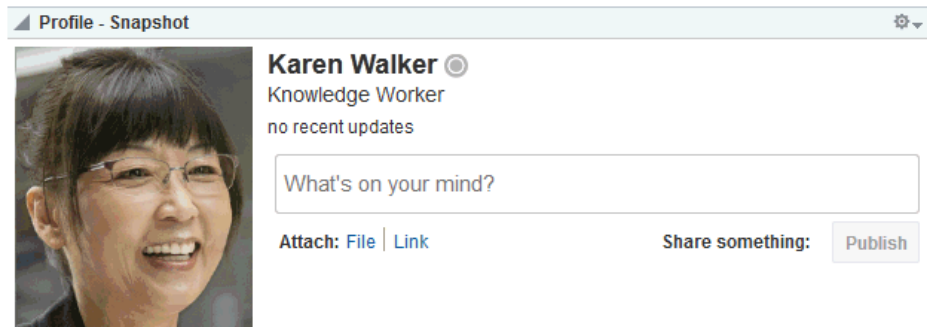 Profile - Snapshot
Karen Walker
Knowledge Worker
no recent updates
What's on your mind?
Attach: File Link Share something: Publish